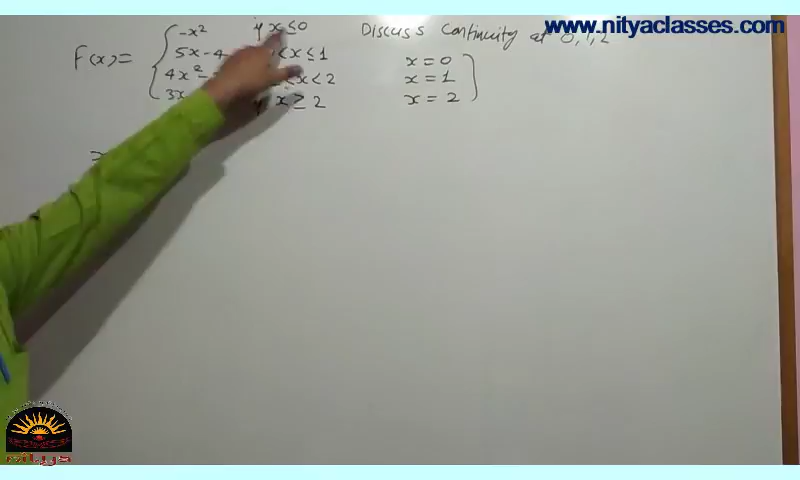 www.nityaclasses.com
F(x) = { -x² if x ≤ 0 Discuss Continuity at 0, 1, 2
5x - 4 < x ≤ 1 x = 0
4x² - < x < 2 x = 1
3x x ≥ 2 x = 2